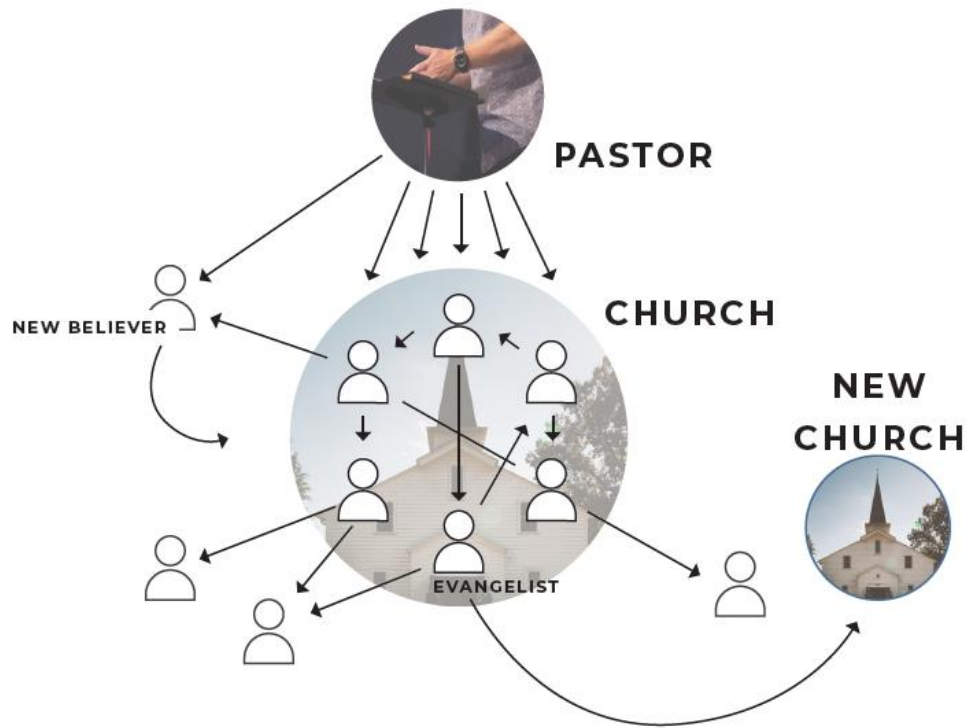 PASTOR
CHURCH
NEW BELIEVER
NEW
CHURCH
EVANGELIST